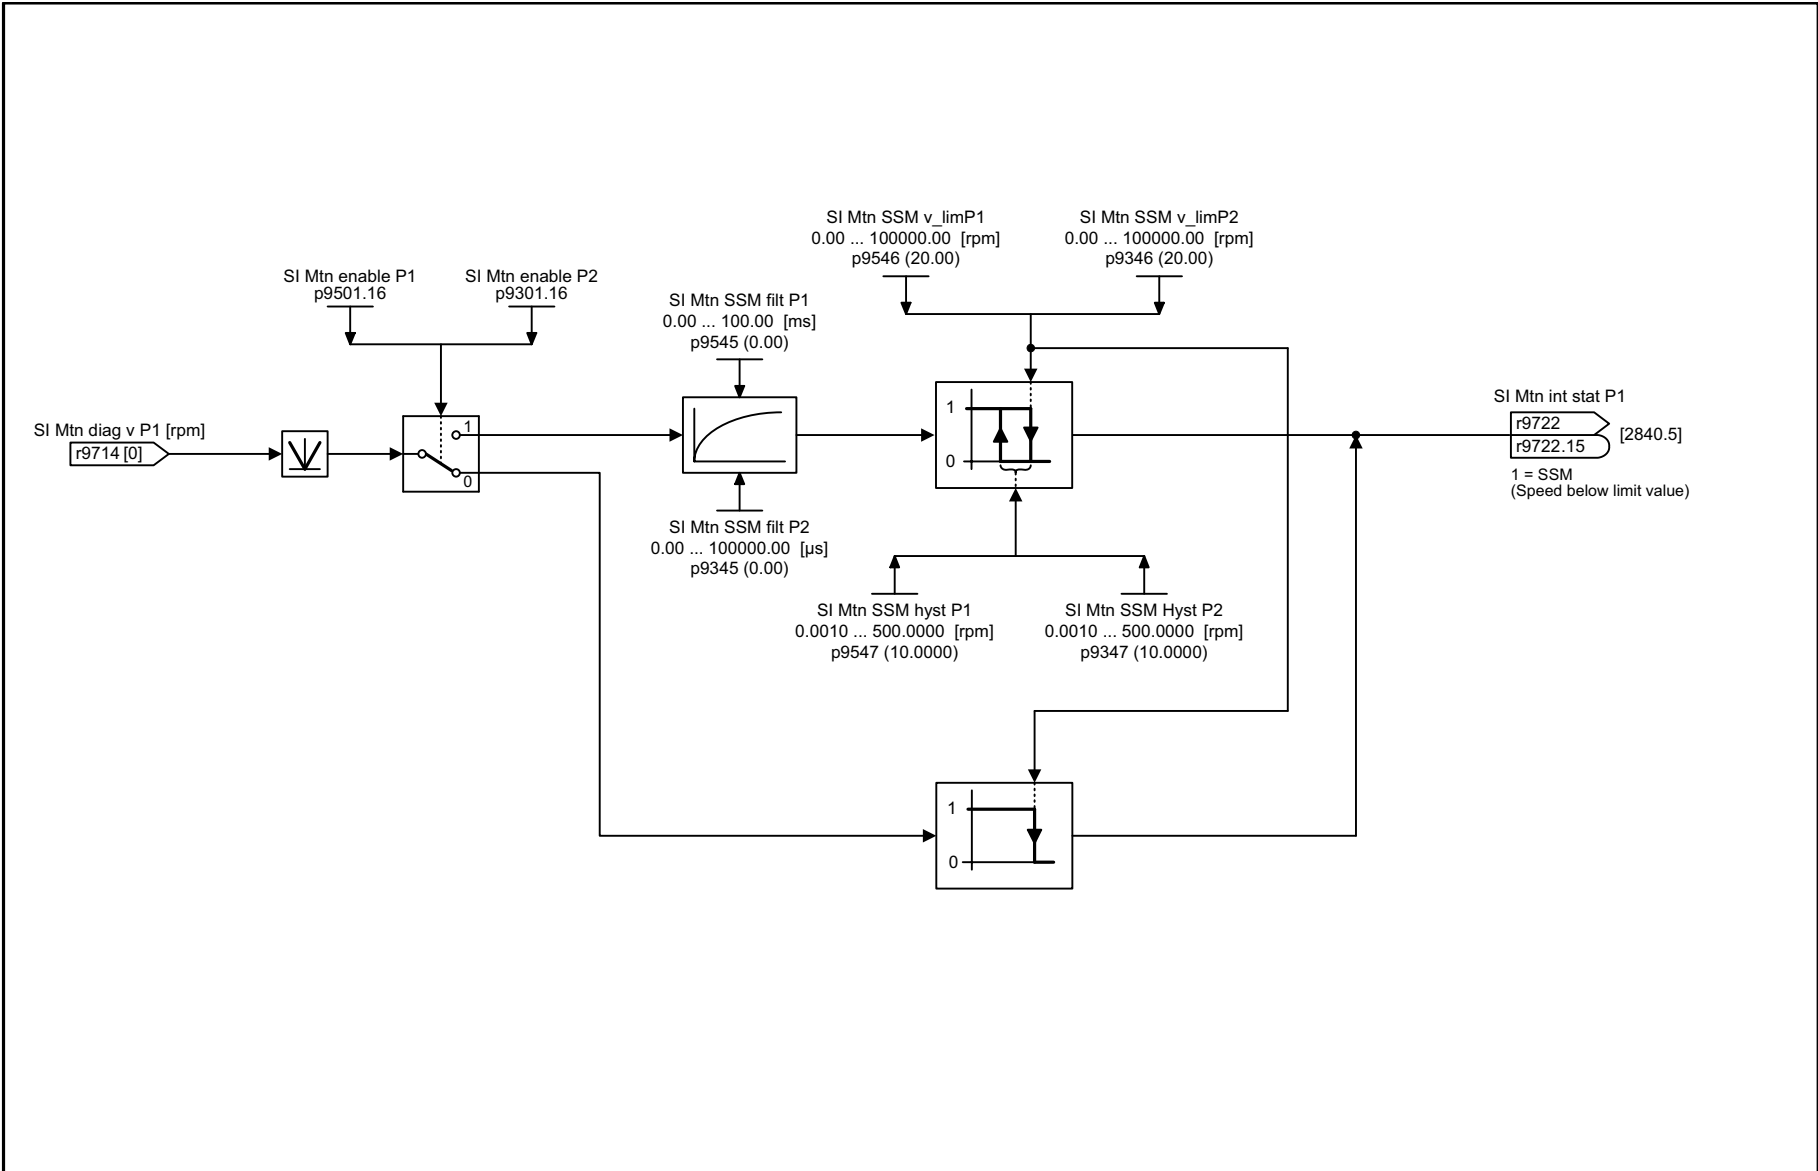 SI Mtn SSM v_limP1
0.00 ... 100000.00 [rpm]
p9546 (20.00)
SI Mtn SSM v_limP2
0.00 ... 100000.00 [rpm]
p9346 (20.00)
SI Mtn enable P1
p9501.16
SI Mtn enable P2
p9301.16
SI Mtn SSM filt P1
0.00 ... 100.00 [ms]
p9545 (0.00)
SI Mtn diag v P1 [rpm]
r9714 [0]
1
0
1
0
SI Mtn int stat P1
r9722
r9722.15
[2840.5]
1 = SSM
(Speed below limit value)
SI Mtn SSM filt P2
0.00 ... 100000.00 [µs]
p9345 (0.00)
SI Mtn SSM hyst P1
0.0010 ... 500.0000 [rpm]
p9547 (10.0000)
SI Mtn SSM Hyst P2
0.0010 ... 500.0000 [rpm]
p9347 (10.0000)
1
0